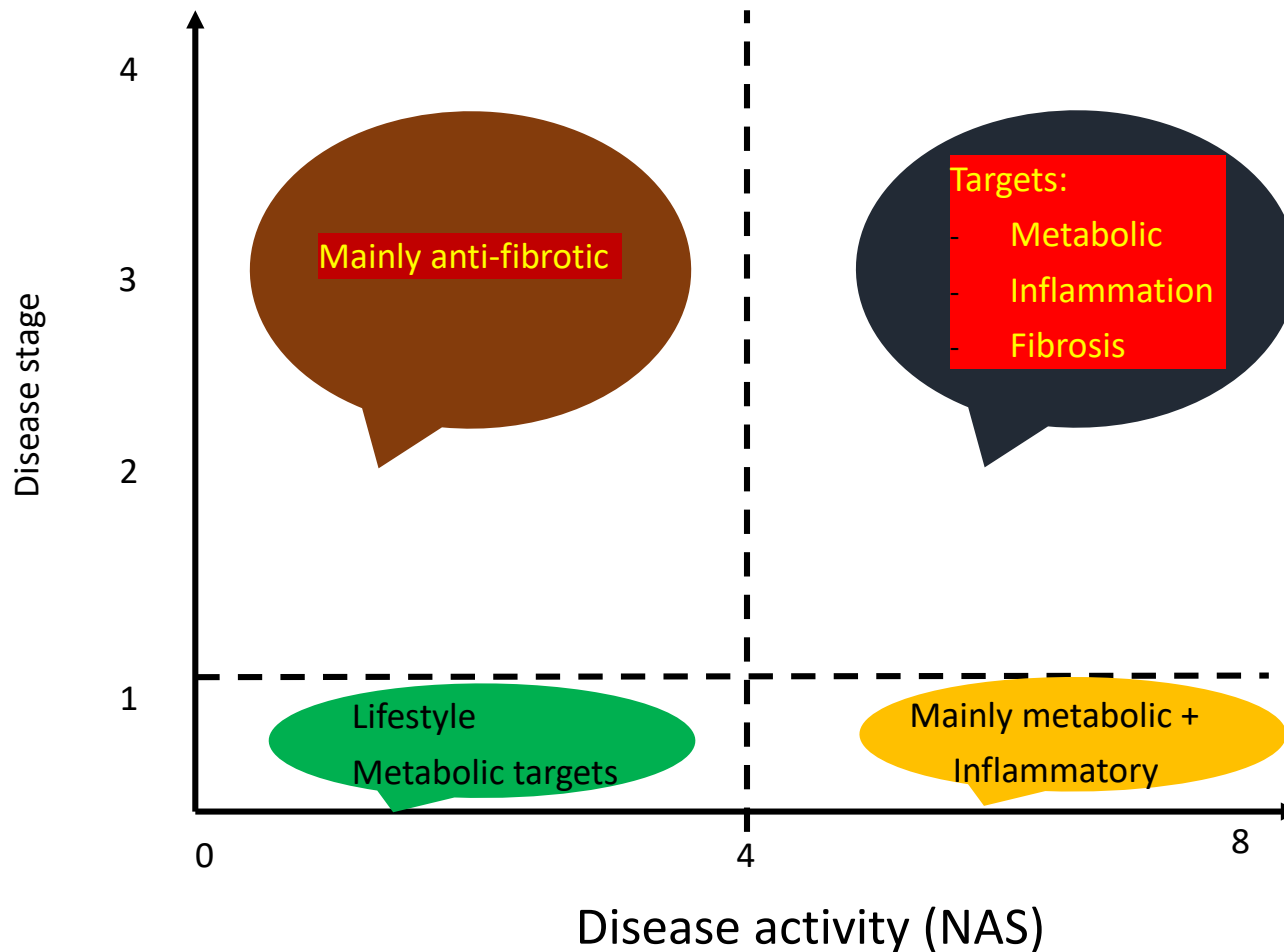 4
Targets:
- Metabolic
- Inflammation
- Fibrosis
Mainly anti-fibrotic
3
Disease stage
2
1
Lifestyle
Metabolic targets
Mainly metabolic +
Inflammatory
0
4
8
Disease activity (NAS)